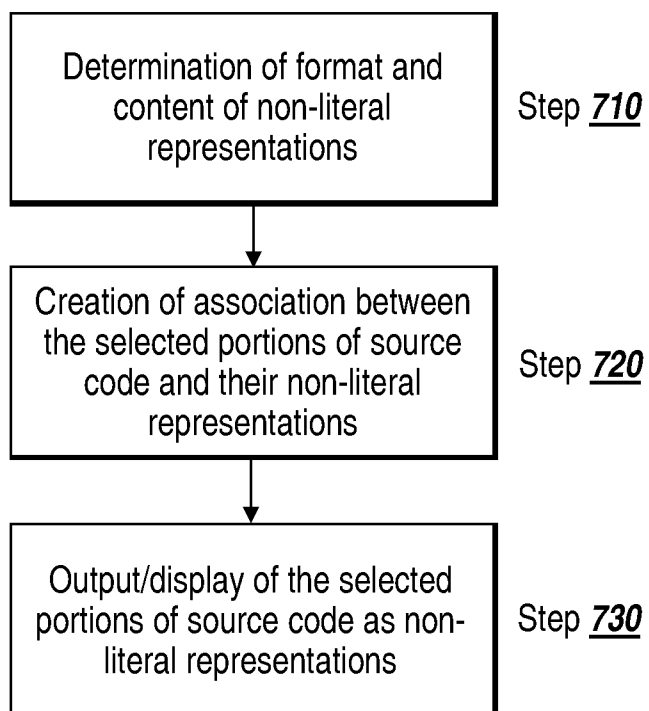 Determination of format and
content of non-literal
representations
Step 710
Creation of association between
the selected portions of source
code and their non-literal
representations
Step 720
Output/display of the selected
portions of source code as non-
literal representations
Step 730